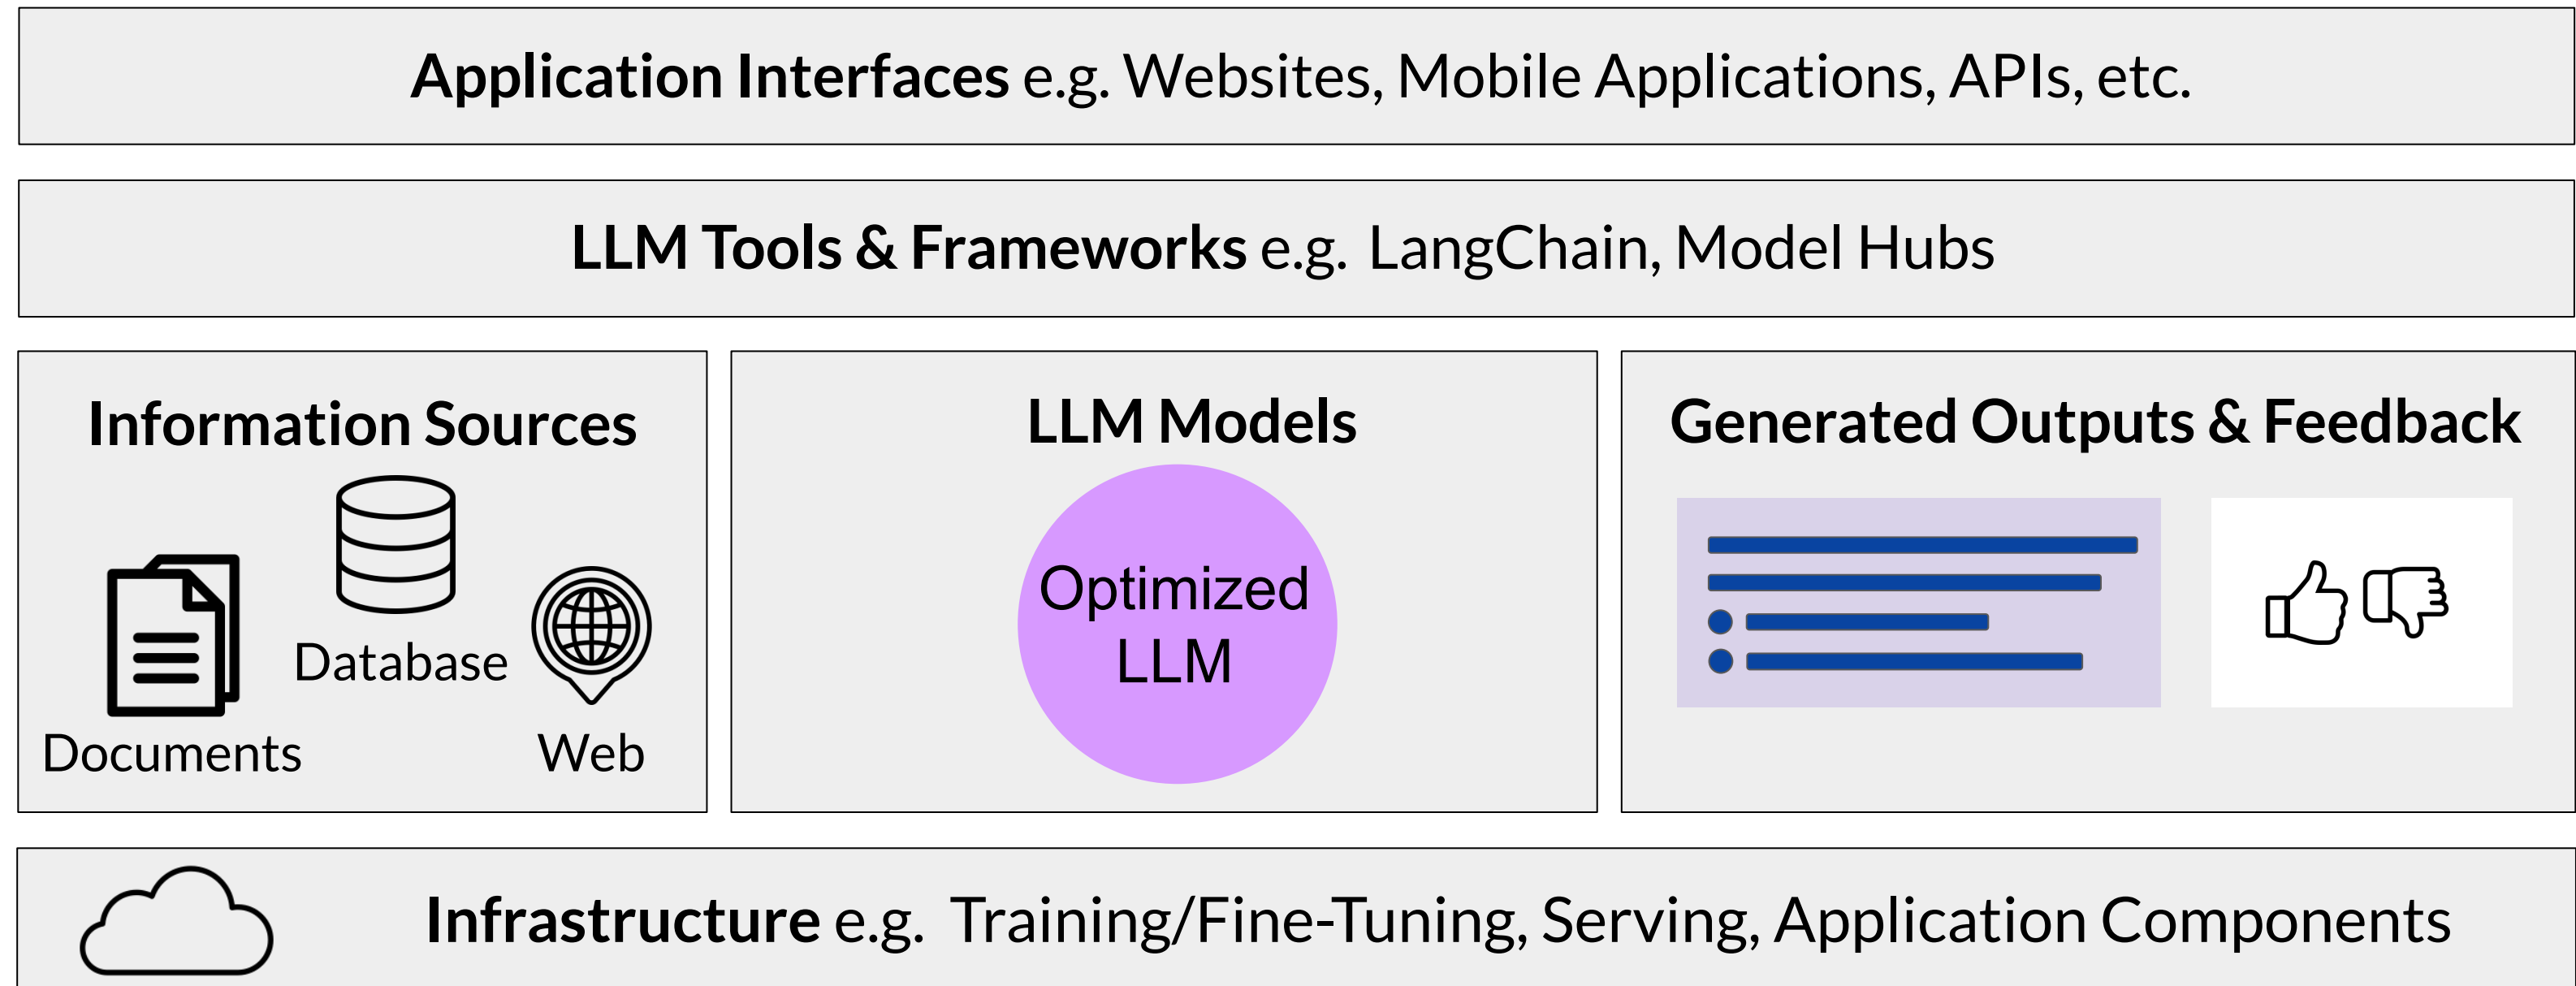 Application Interfaces e.g. Websites, Mobile Applications, APIs, etc.
LLM Tools & Frameworks e.g. LangChain, Model Hubs
Information Sources
Database
Documents
Web
LLM Models
Optimized
LLM
Generated Outputs & Feedback
Infrastructure e.g. Training/Fine-Tuning, Serving, Application Components